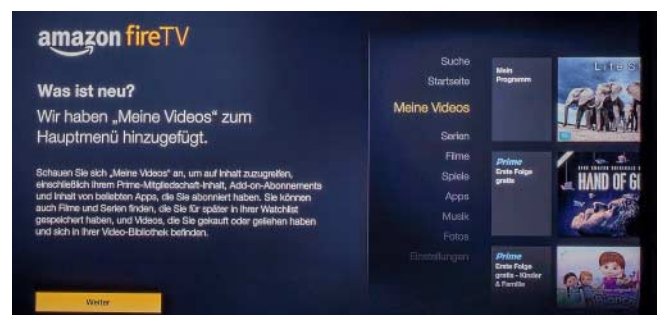 amazon fireTV
Was ist neu?
Wir haben „Meine Videos" zum
Hauptmenü hinzugefügt.
Schauen Sie sich „Meine Videos" an, um auf Inhalt zuzugreifen,
einschließlich Ihrem Prime-Mitgliedschaft-Inhalt, Add-on-Abonnements
und Inhalt von beliebten Apps, die Sie abonniert haben. Sie können
auch Filme und Serien finden, die Sie für später in Ihrer Watchlist
gespeichert haben, und Videos, die Sie gekauft oder geliehen haben
und sich in Ihrer Video-Bibliothek befinden.
Weiter
Suche
Startseite
Meine Videos
Serien
Filme
Spiele
Apps
Musik
Fotos
Einstellungen
Mein
Programm
Life S
Prime
Erste Folge
gratis
HAND OF G
Prime
Erste Folge
gratis - Kinder
& Familie